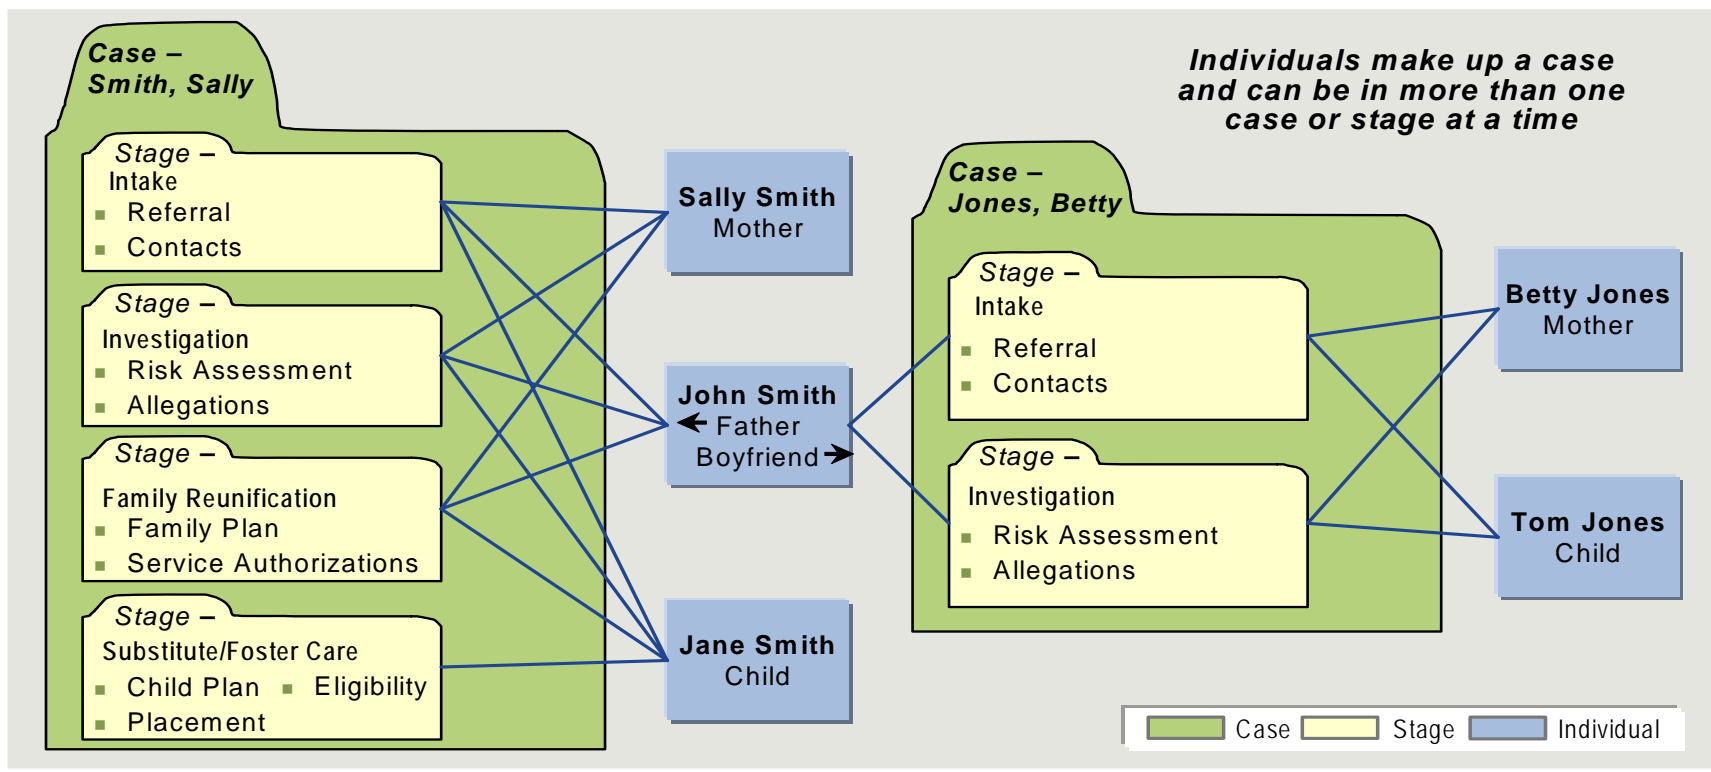 Case –
Smith, Sally
Stage –
Intake
Referral
Contacts
Stage –
Investigation
Risk Assessment
Allegations
Stage –
Family Reunification
Family Plan
Service Authorizations
Stage –
Substitute/Foster Care
Child Plan Eligibility
Placement
Sally Smith
Mother
John Smith
Father
Boyfriend
Jane Smith
Child
Individuals make up a case
and can be in more than one
case or stage at a time
Case –
Jones, Betty
Stage –
Intake
Referral
Contacts
Stage –
Investigation
Risk Assessment
Allegations
Betty Jones
Mother
Tom Jones
Child
Case Stage Individual